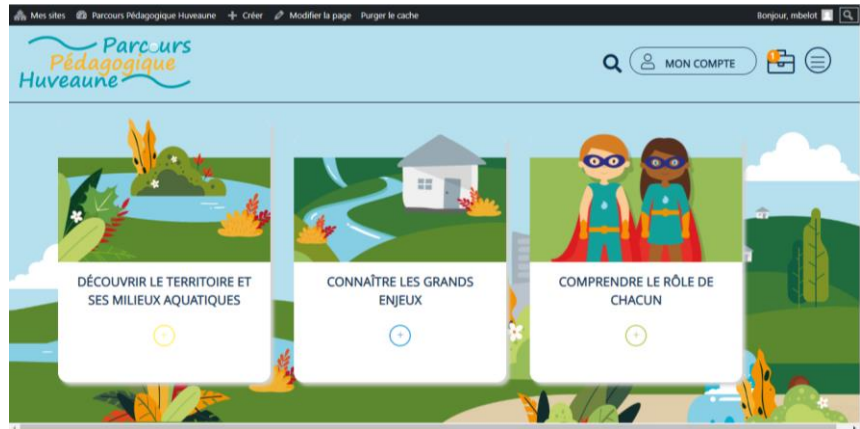 Mes sites Parcours Pédagogique Huveaune + Créer Modifier la page Purger le cache Bonjour, mbelot
Parcours
Pédagogique
Huveaune
MON COMPTE 1
DÉCOUVRIR LE TERRITOIRE ET
SES MILIEUX AQUATIQUES
+
CONNAÎTRE LES GRANDS
ENJEUX
+
COMPRENDRE LE RÔLE DE
CHACUN
+